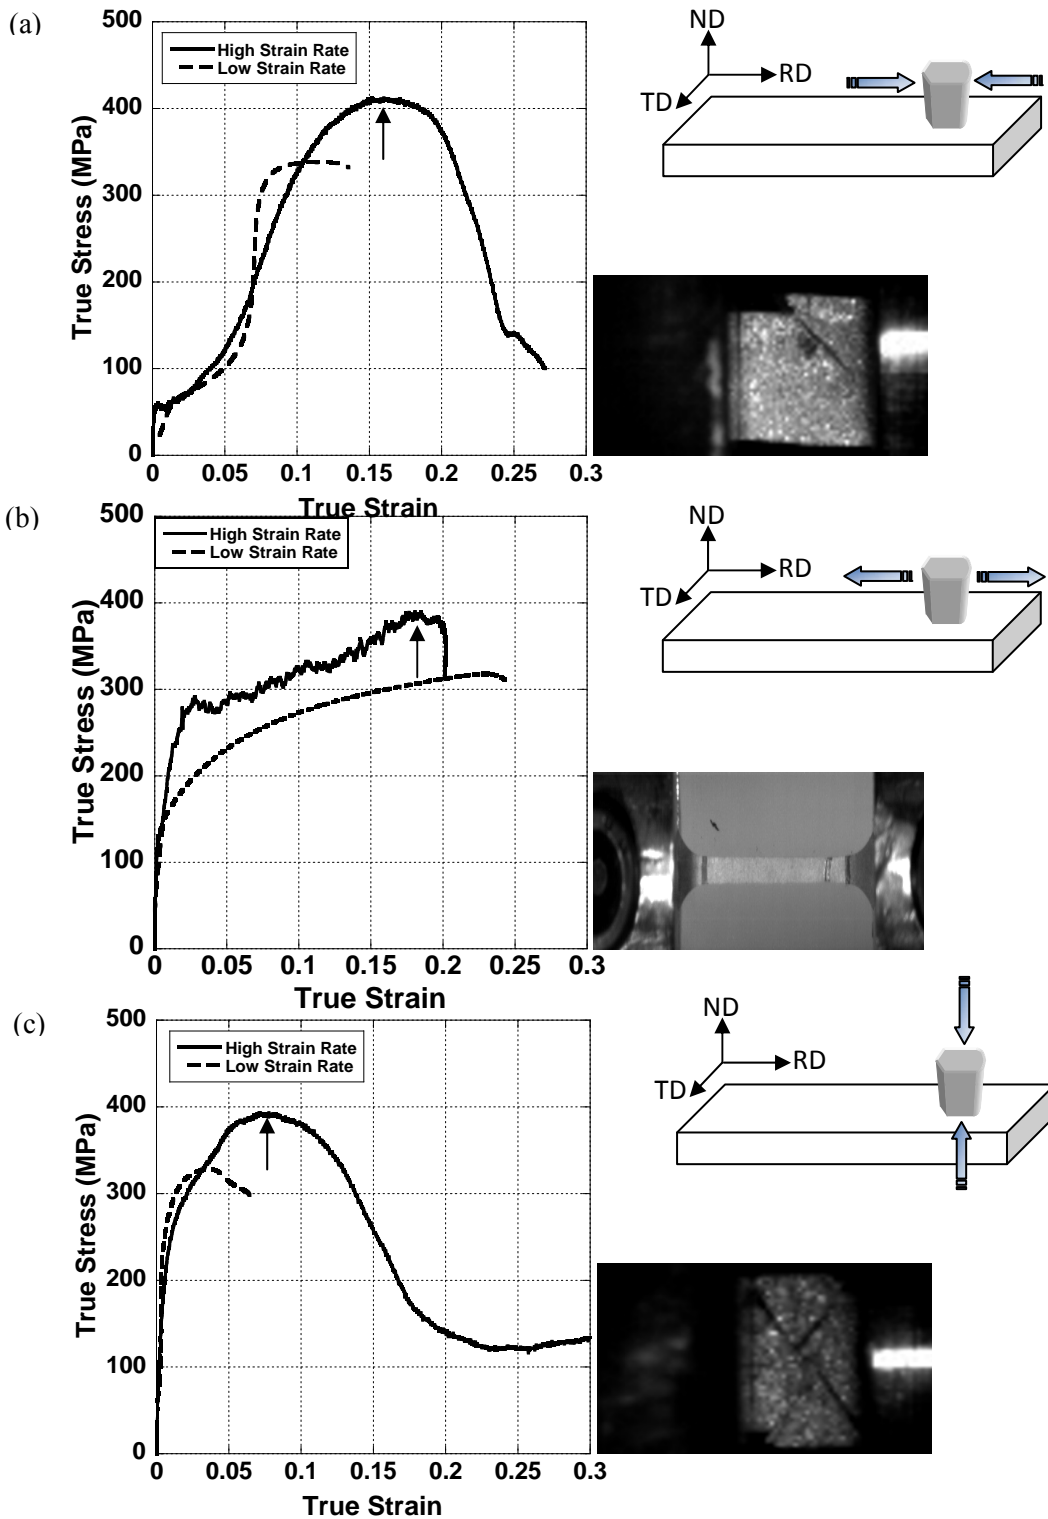 (a)
500
400
300
200
100
0
True Stress (MPa)
High Strain Rate
Low Strain Rate
0 0.05 0.1 0.15 0.2 0.25 0.3
True Strain
ND
RD
TD
(b)
500
400
300
200
100
0
True Stress (MPa)
High Strain Rate
Low Strain Rate
0 0.05 0.1 0.15 0.2 0.25 0.3
True Strain
ND
RD
TD
(c)
500
400
300
200
100
0
True Stress (MPa)
High Strain Rate
Low Strain Rate
0 0.05 0.1 0.15 0.2 0.25 0.3
True Strain
ND
RD
TD